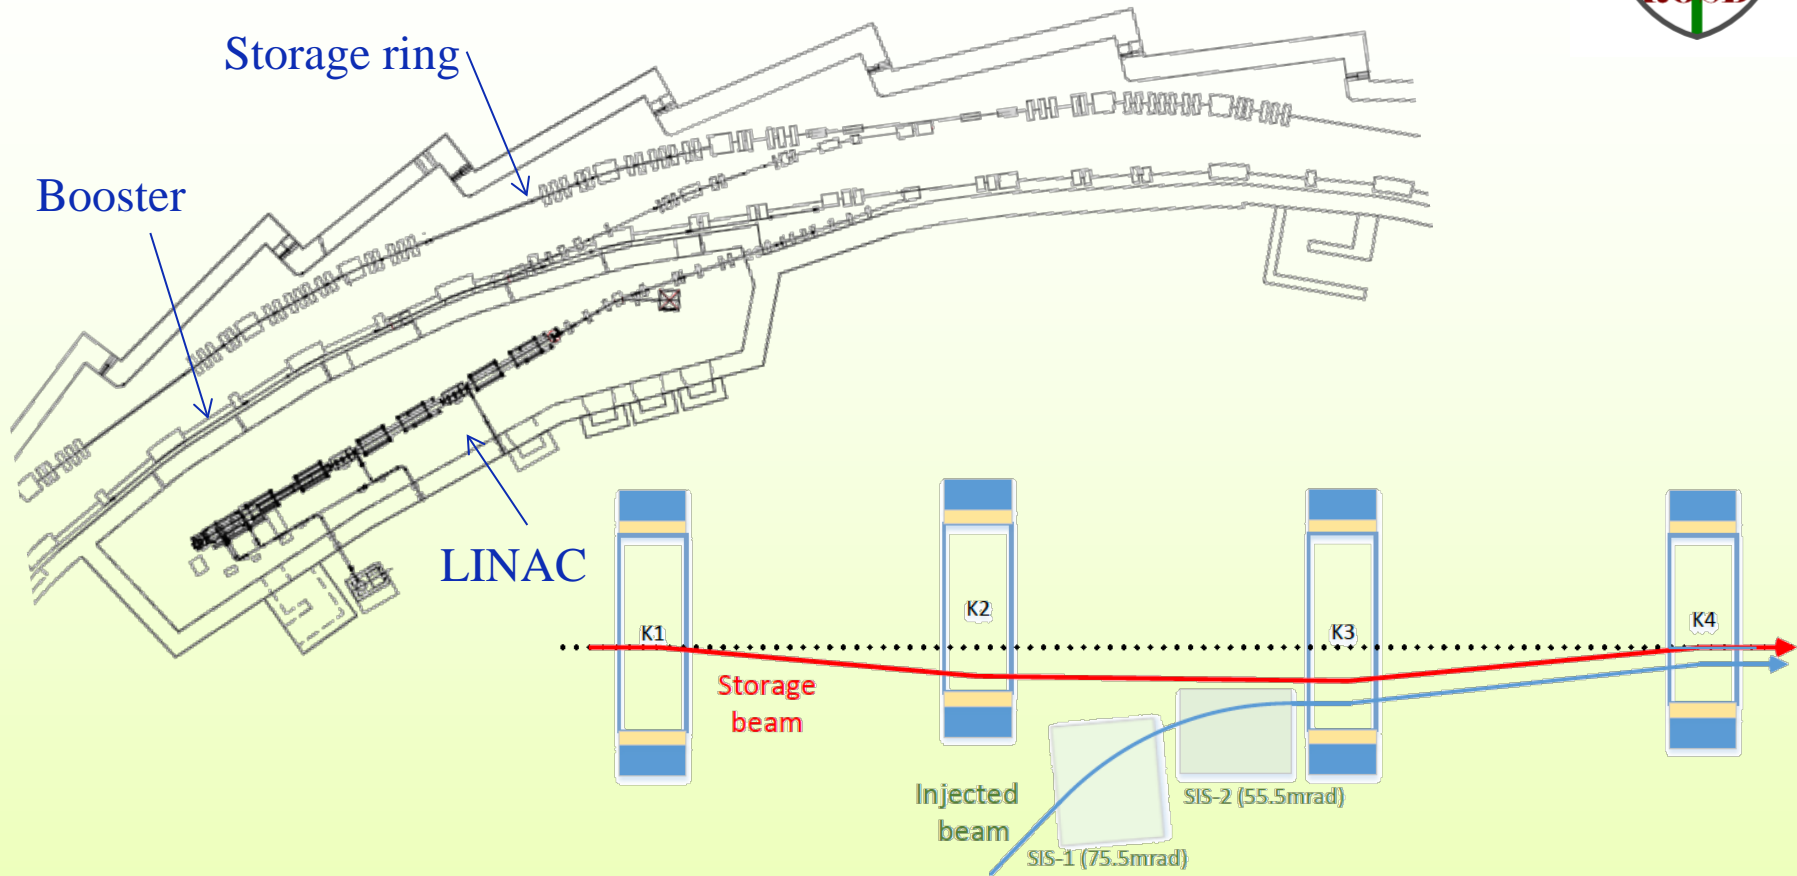 Storage ring
Booster
LINAC
K1
K2
K3
K4
Storage
beam
Injected
beam
SIS-2 (55.5mrad)
SIS-1 (75.5mrad)